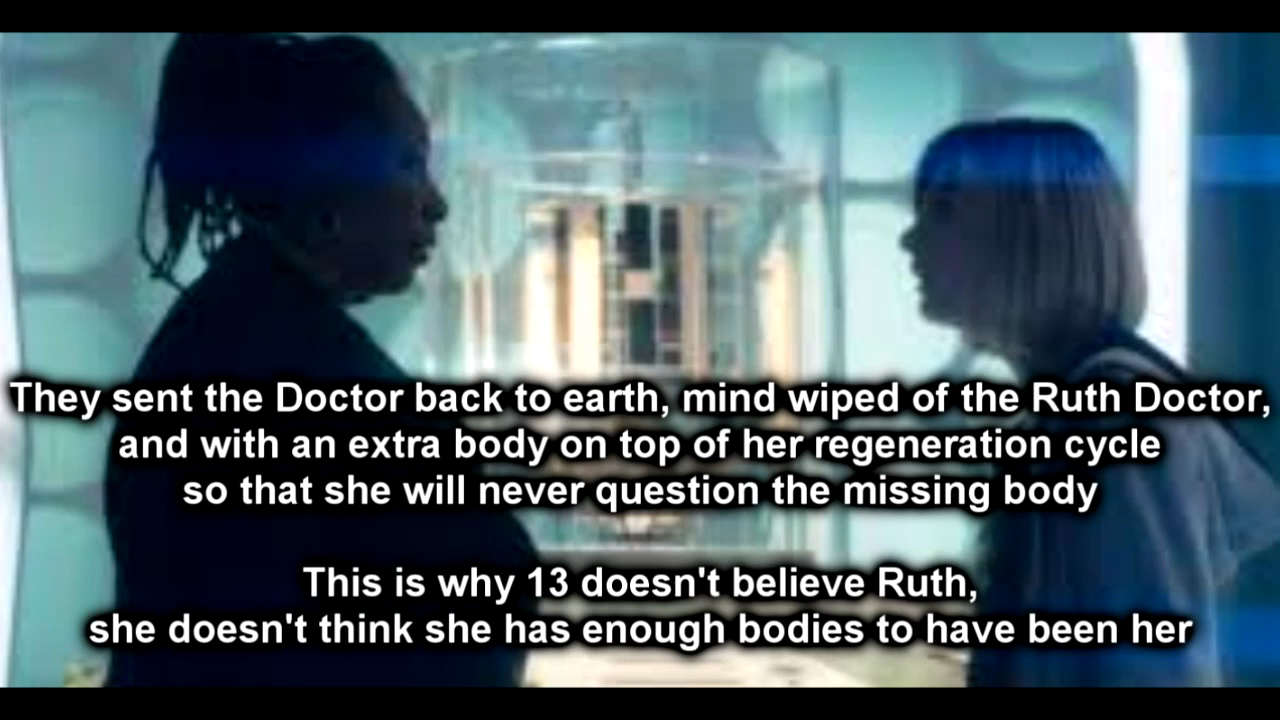 They sent the Doctor back to earth, mind wiped of the Ruth Doctor,
and with an extra body on top of her regeneration cycle
so that she will never question the missing body
This is why 13 doesn't believe Ruth,
she doesn't think she has enough bodies to have been her